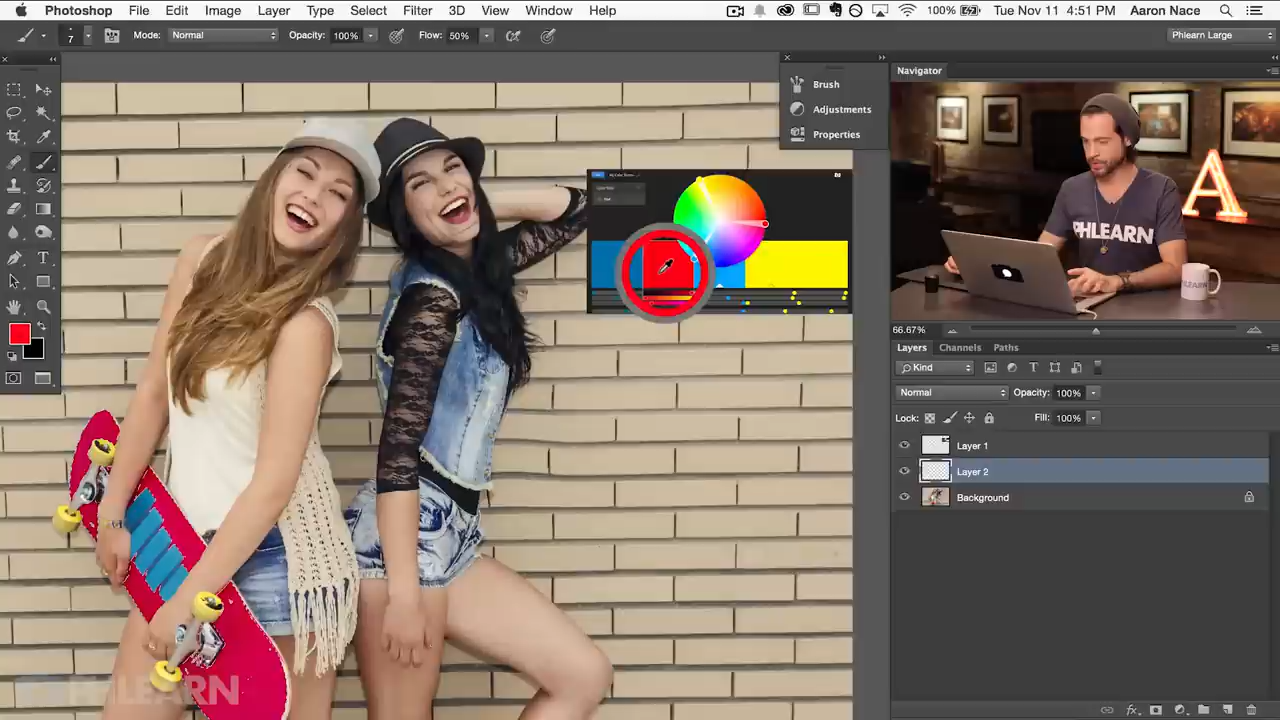 Photoshop File Edit Image Layer Type Select Filter 3D View Window Help 100% Tue Nov 11 4:51 PM Aaron Nace
7 Mode: Normal Opacity: 100% Flow: 50% Phlearn Large
Brush
Adjustments
Properties
Navigator
A
PHLEARN
66.67%
Layers Channels Paths
Kind
Normal Opacity: 100%
Lock: Fill: 100%
Layer 1
Layer 2
Background
PHLEARN